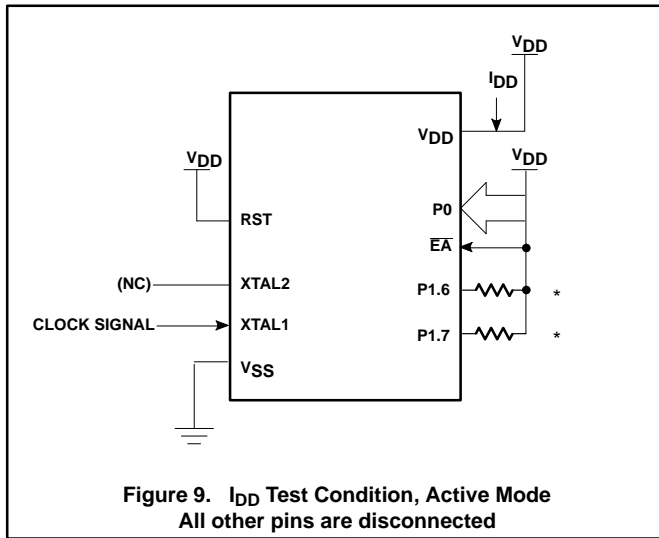 VDD
IDD
VDD
VDD
VDD
P0
RST
EA
(NC)
XTAL2
P1.6
*
CLOCK SIGNAL
XTAL1
P1.7
*
VSS
Figure 9. IDD Test Condition, Active Mode
All other pins are disconnected